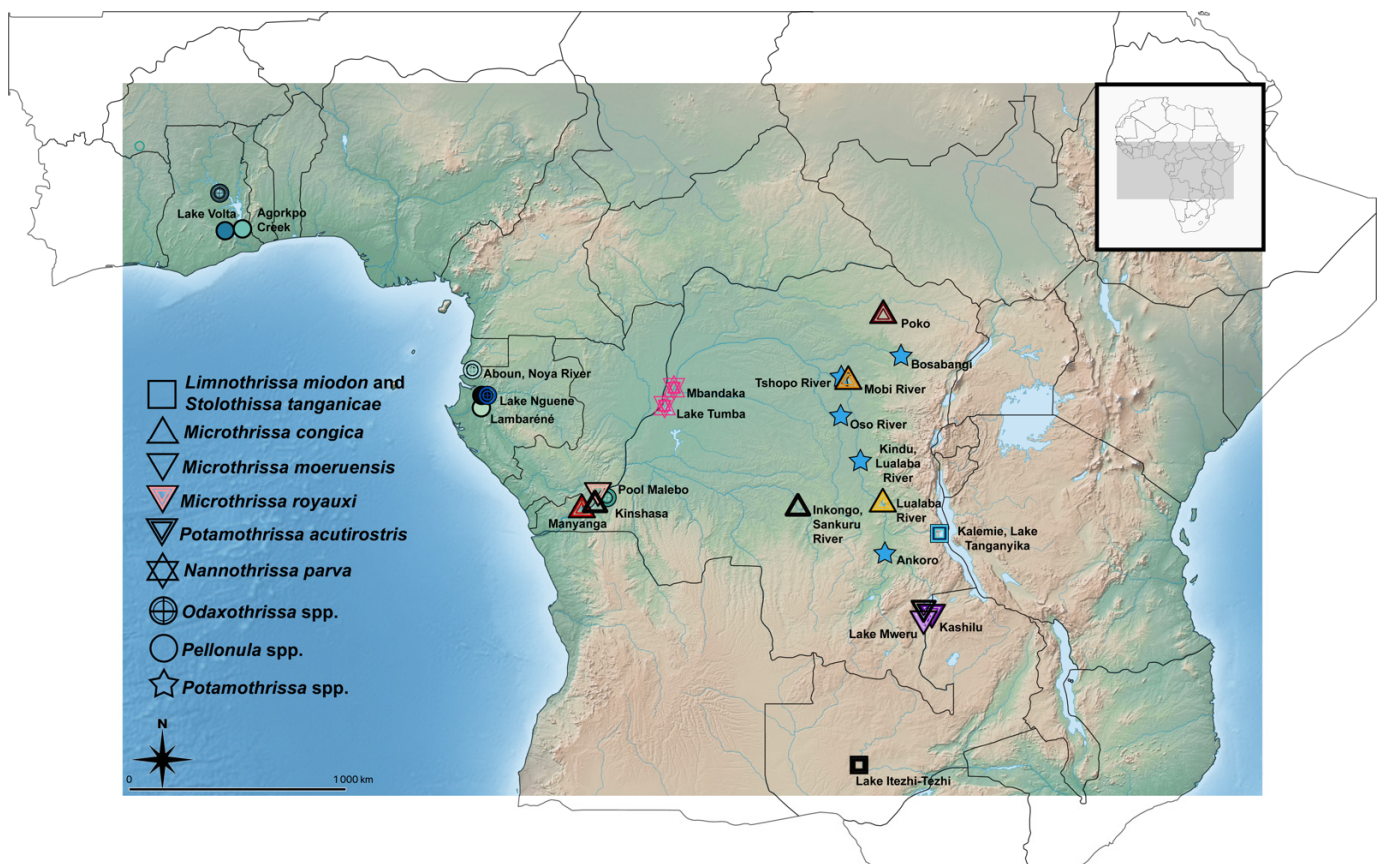 Lake Volta
Agorkpo
Creek
Poko
Bosabangi
Aboun, Noya River
Tshopo River
Mobi River
Limnothrissa miodon and
Stolothissa tanganicae
Mbandaka
Lake Nguene
Lake Tumba
Lambaréné
Oso River
Microthrissa congica
Kindu,
Lualaba
River
Microthrissa moeruensis
Pool Malebo
Microthrissa royauxi
Kinshasa
Manyanga
Inkongo,
Sankuru
River
Lualaba
River
Potamothrissa acutirostris
Kalemie, Lake
Tanganyika
Ankoro
Nannothrissa parva
Odaxothrissa spp.
Kashilu
Lake Mweru
Pellonula spp.
Potamothrissa spp.
N
0
1 000 km
Lake Itezhi-Tezhi